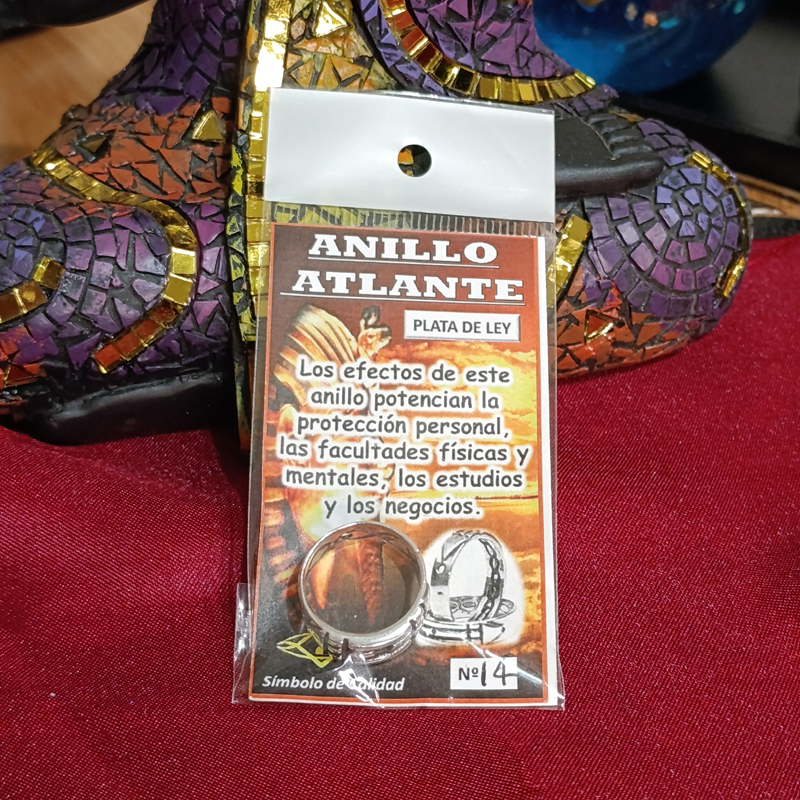 ANILLO
ATLANTE
PLATA DE LEY
Los efectos de este
anillo potencian la
protección personal,
las facultades físicas y
mentales, los estudios
y los negocios.
Nº14
Símbolo de Calidad